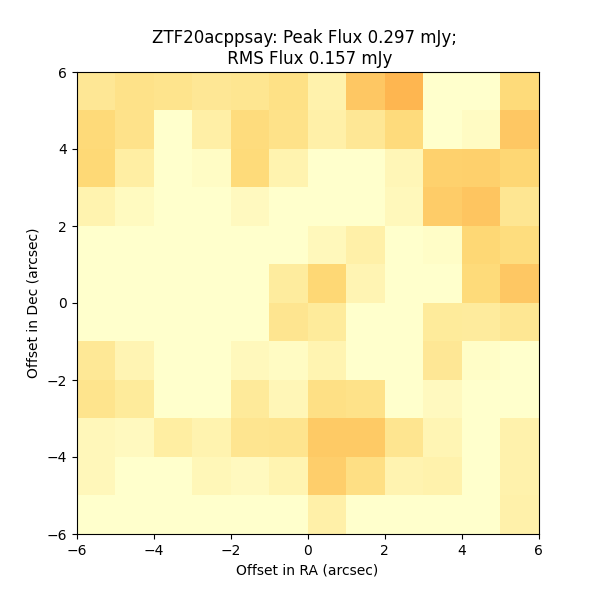 ZTF20acppsay: Peak Flux 0.297 mJy;
RMS Flux 0.157 mJy
6
4
2
0
−2
−4
−6
Offset in Dec (arcsec)
−6 −4 −2 0 2 4 6
Offset in RA (arcsec)